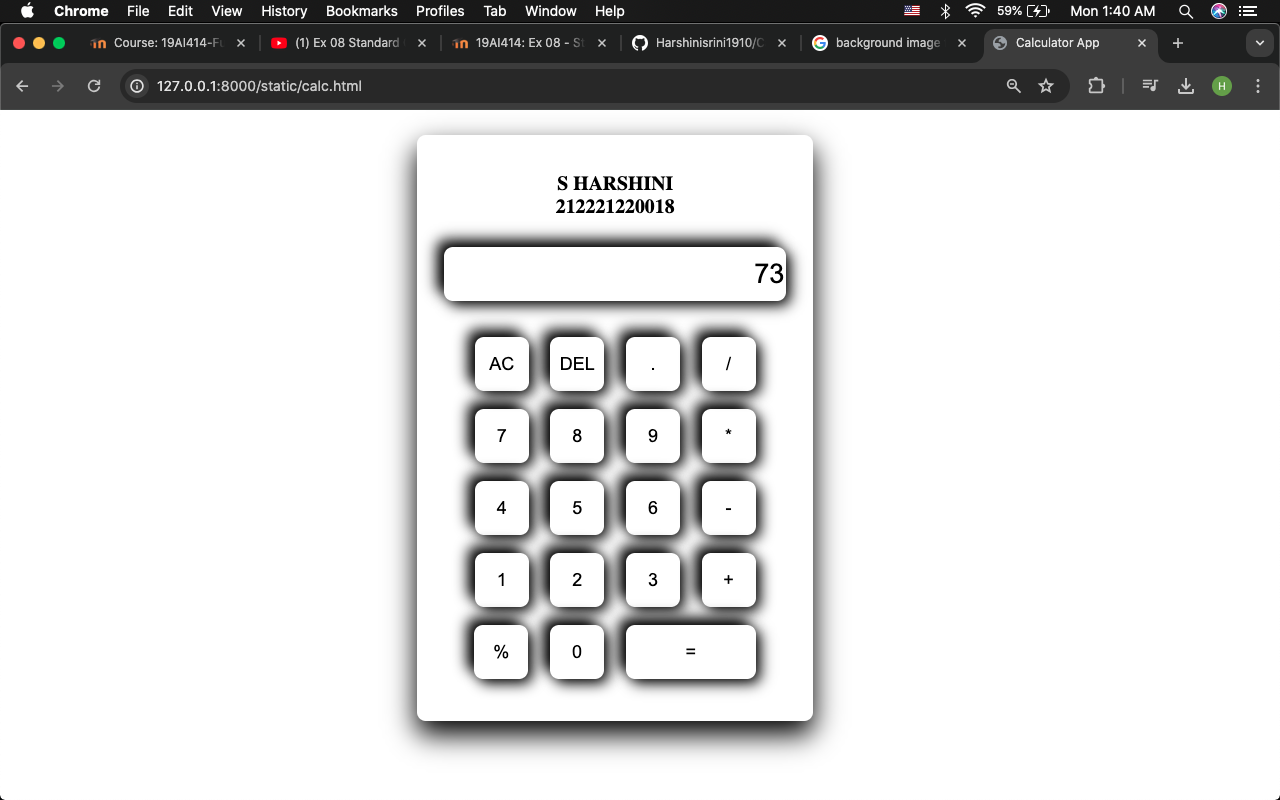 Chrome File Edit View History Bookmarks Profiles Tab Window Help 59% Mon 1:40 AM
Course: 19AI414-Fu (1) Ex 08 Standard 19AI414: Ex 08 - St Harshinisrini1910/C background image Calculator App
127.0.0.1:8000/static/calc.html H
S HARSHINI
212221220018
73
AC DEL . /
7 8 9 *
4 5 6 -
1 2 3 +
% 0 =